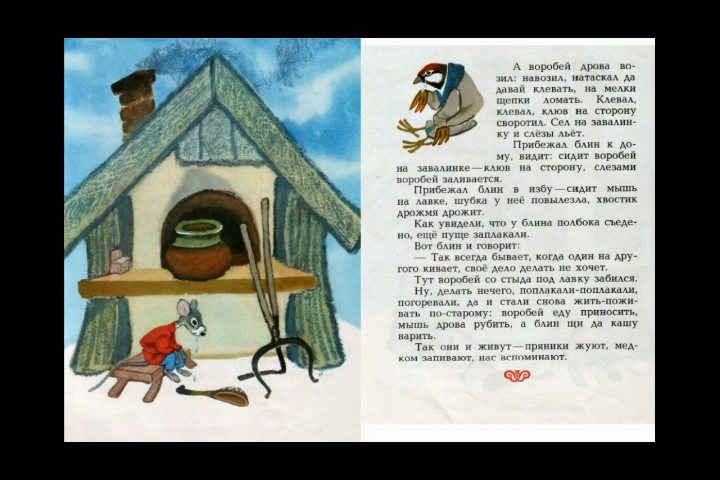 А воробей дрова во-
зил: навозил, натаскал да
давай клевать, на мелки
щепки ломать. Клевал,
клевал, клюв на сторону
своротил. Сел на завалин-
ку и слёзы льёт.
Прибежал блин к до-
му, видит: сидит воробей
на завалинке—клюв на сторону, слезами
воробей заливается.
Прибежал блин в избу—сидит мышь
на лавке, шубка у неё повылезла, хвостик
дрожмя дрожит.
Как увидели, что у блина полбока съеде-
но, ещё пуще заплакали.
Вот блин и говорит:
— Так всегда бывает, когда один на дру-
гого кивает, своё дело делать не хочет.
Тут воробей со стыда под лавку забился.
Ну, делать нечего, поплакали-поплакали,
погоревали, да и стали снова жить-пожи-
вать по-старому: воробей еду приносить,
мышь дрова рубить, а блин щи да кашу
варить.
Так они и живут—пряники жуют, мед-
ком запивают, нас вспоминают.